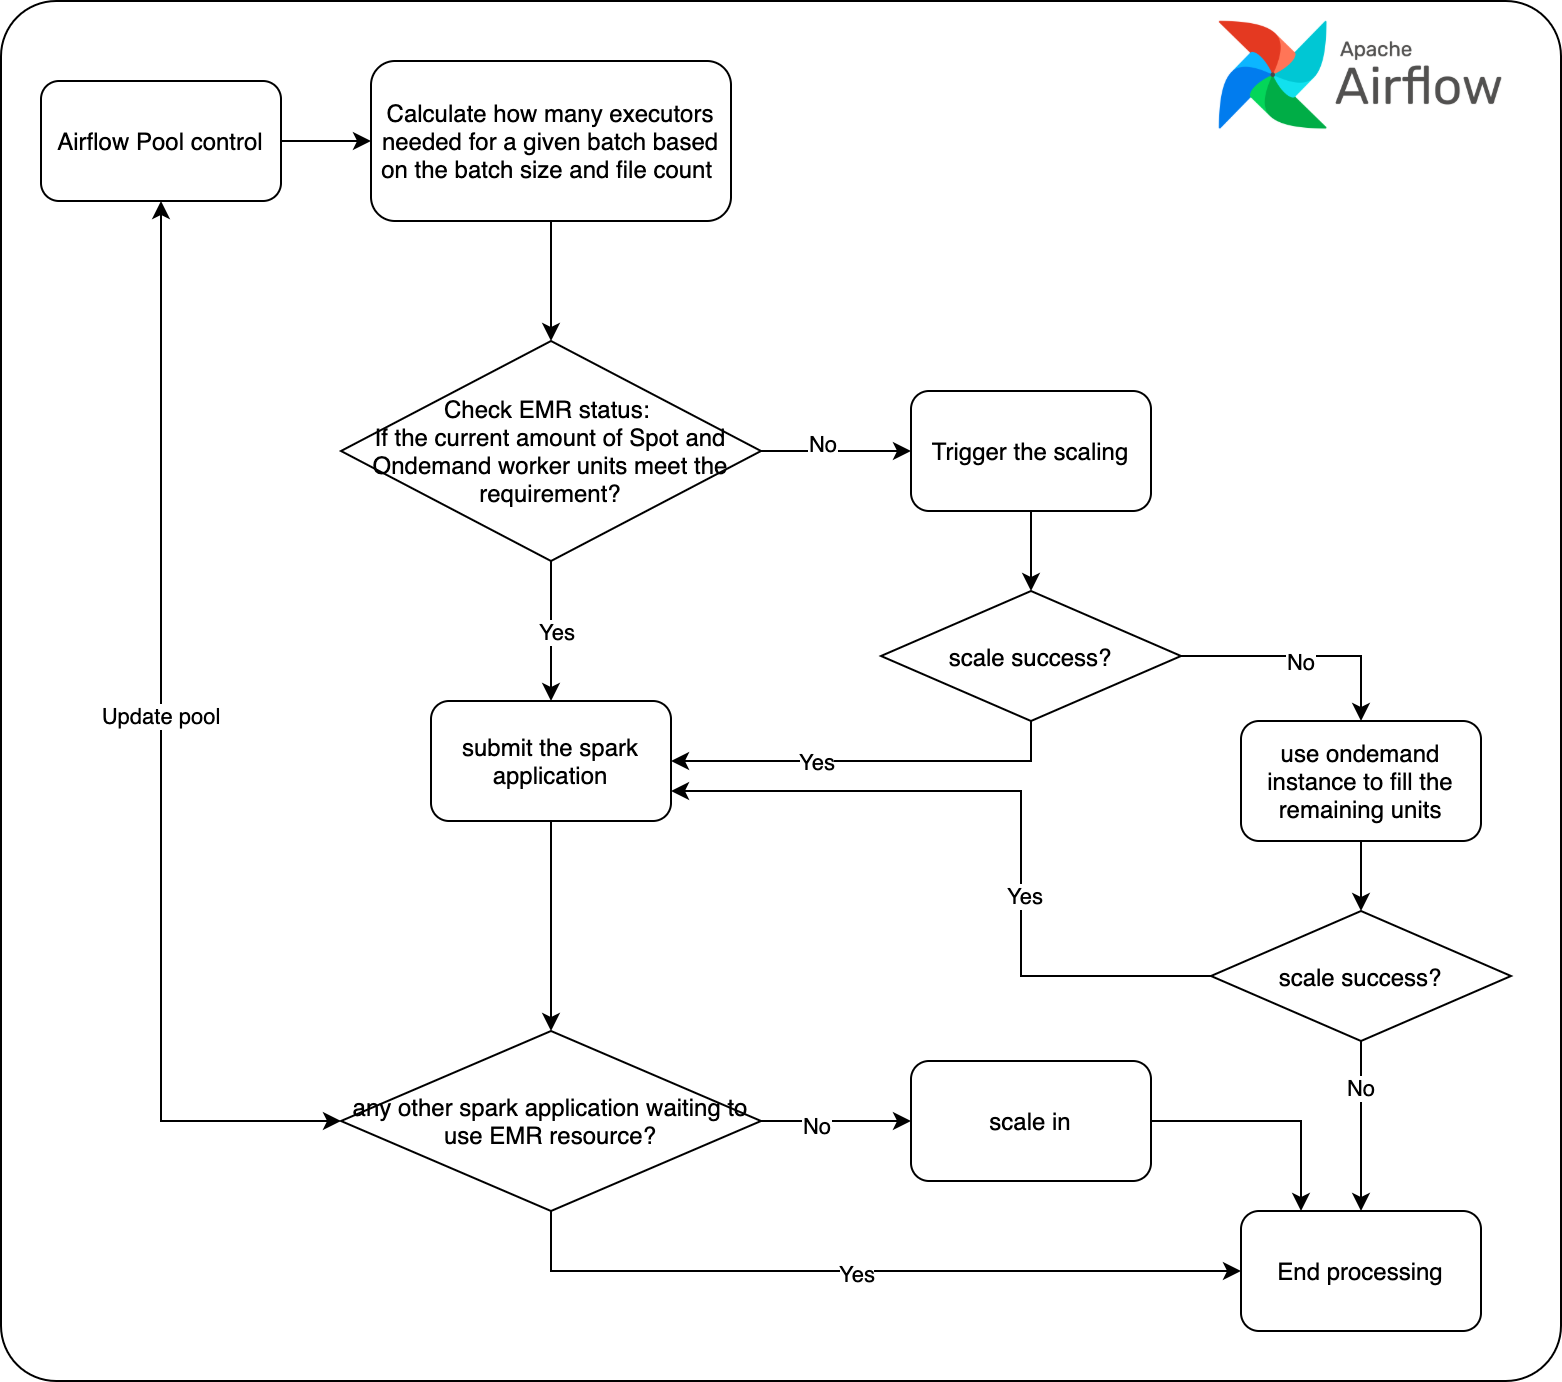 Apache
Airflow
Airflow Pool control
Calculate how many executors
needed for a given batch based
on the batch size and file count
Check EMR status:
If the current amount of Spot and
Ondemand worker units meet the
requirement?
No
Trigger the scaling
Yes
scale success?
No
Update pool
submit the spark
application
Yes
use ondemand
instance to fill the
remaining units
Yes
scale success?
No
any other spark application waiting to
use EMR resource?
No
scale in
Yes
End processing